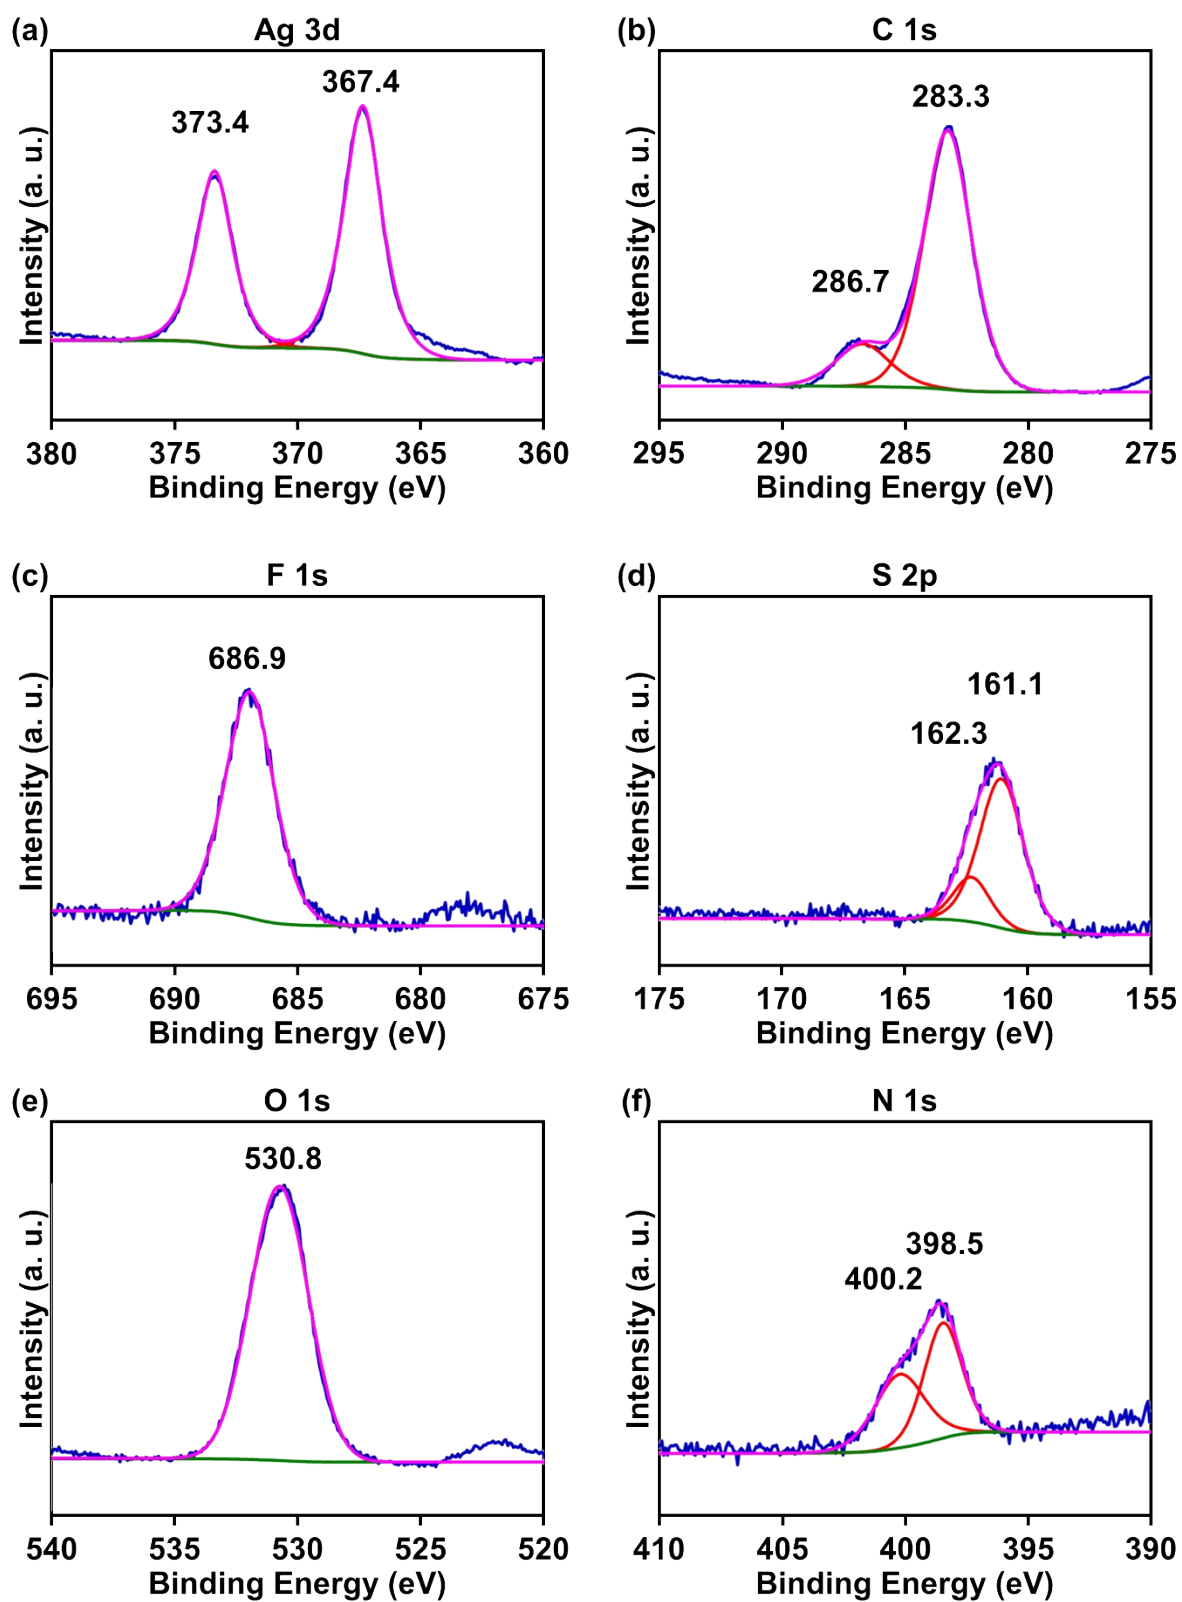 (a) Ag 3d
373.4
367.4
Intensity (a. u.)
380 375 370 365 360
Binding Energy (eV)
(b) C 1s
283.3
286.7
Intensity (a. u.)
295 290 285 280 275
Binding Energy (eV)
(c) F 1s
686.9
Intensity (a. u.)
695 690 685 680 675
Binding Energy (eV)
(d) S 2p
161.1
162.3
Intensity (a. u.)
175 170 165 160 155
Binding Energy (eV)
(e) O 1s
530.8
Intensity (a. u.)
540 535 530 525 520
Binding Energy (eV)
(f) N 1s
398.5
400.2
Intensity (a. u.)
410 405 400 395 390
Binding Energy (eV)